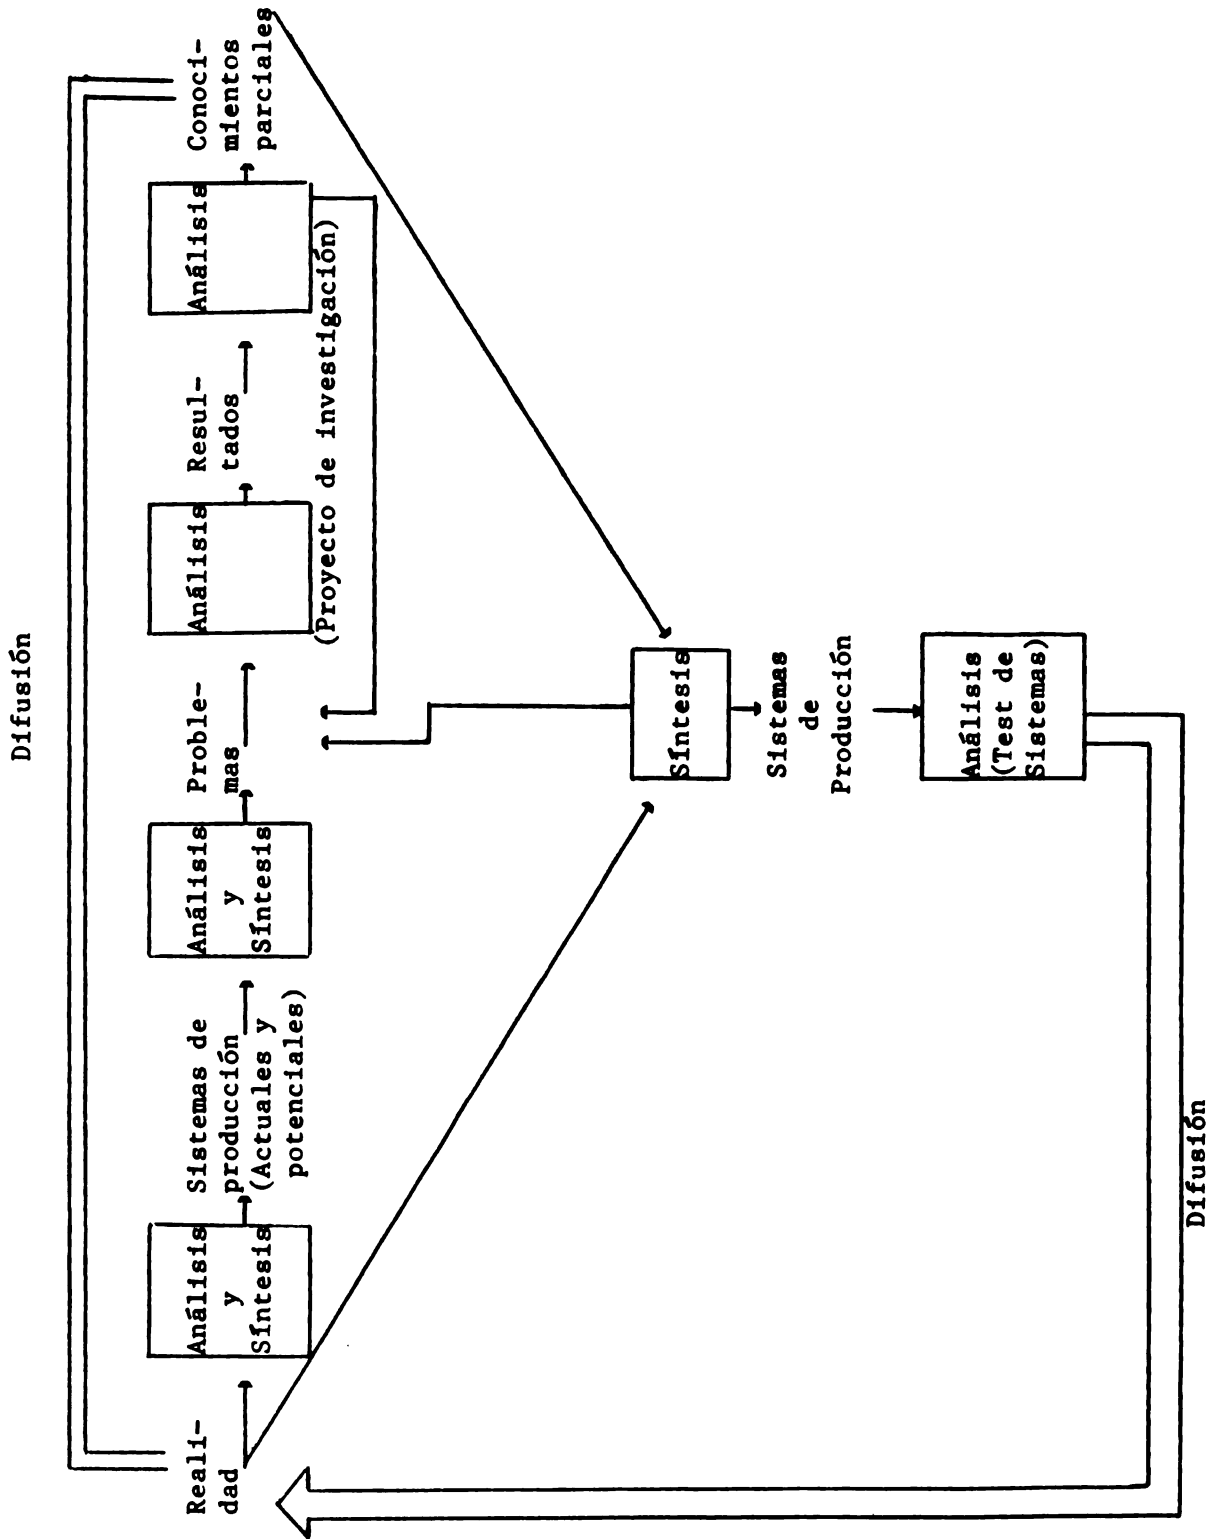 Difusión
Reali-
dad
Análisis
y
Síntesis
Sistemas de
producción
(Actuales y
potenciales)
Análisis
y
Síntesis
Proble-
mas
Análisis
Resul-
tados
Análisis
Conoci-
mientos
parciales
(Proyecto de investigación)
Síntesis
Sistemas
de
Producción
Análisis
(Test de
Sistemas)
Difusión